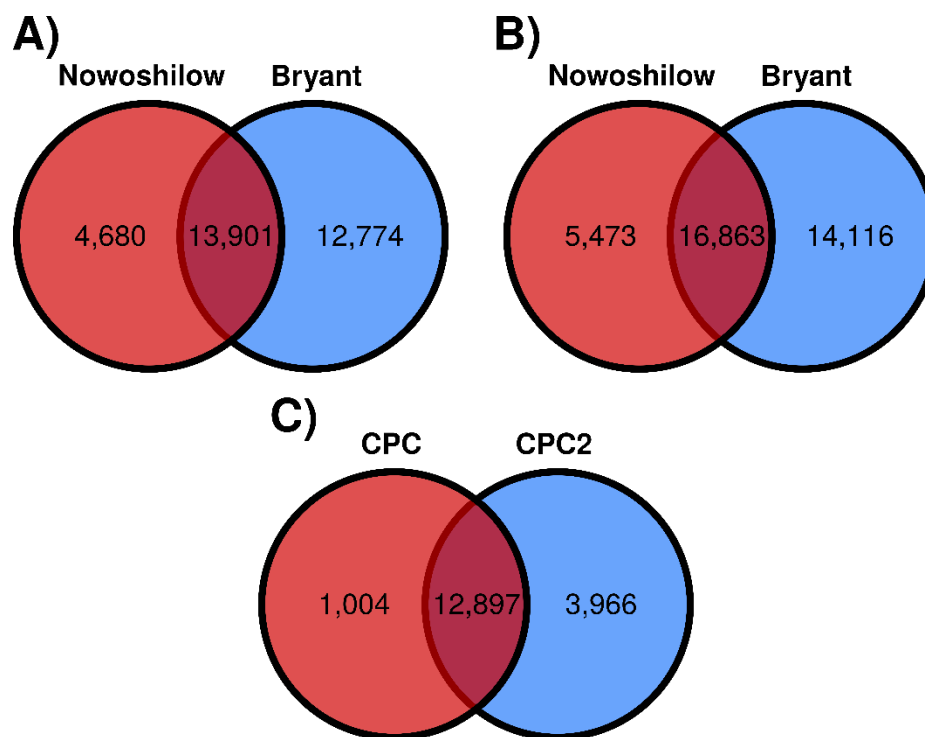 A)
Nowoshilow Bryant
4,680 13,901 12,774
B)
Nowoshilow Bryant
5,473 16,863 14,116
C)
CPC CPC2
1,004 12,897 3,966